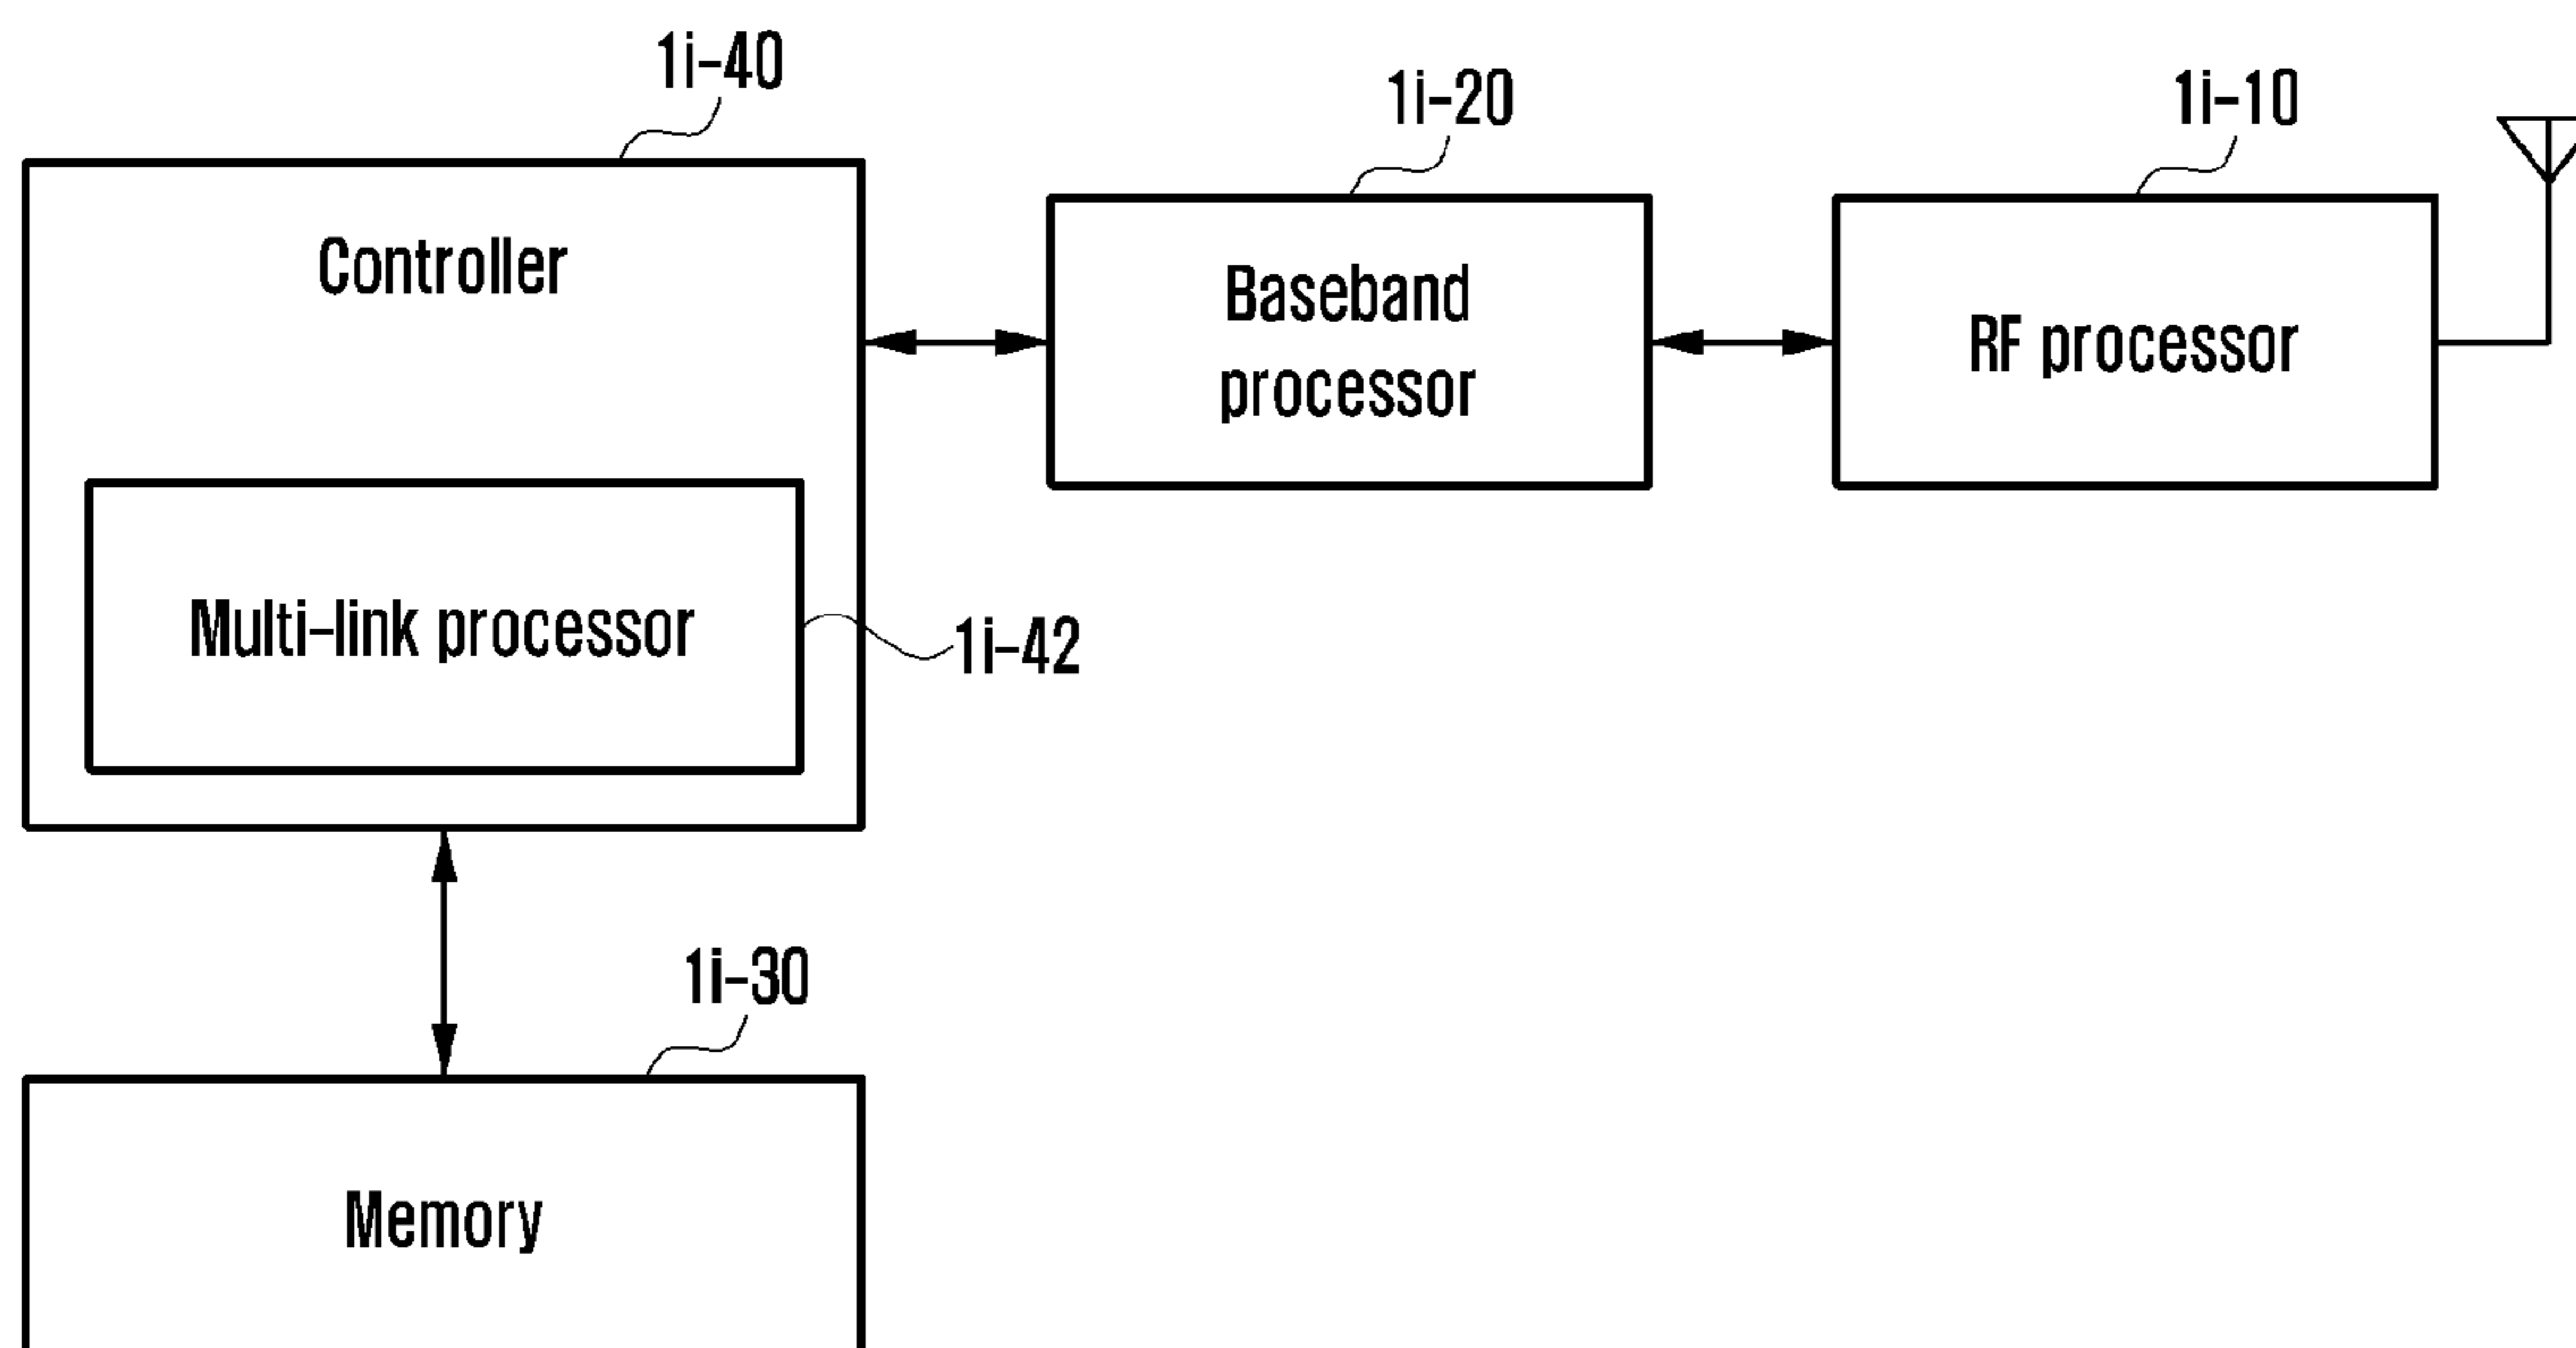 1i-40
1i-20
1i-10
Controller
Baseband
processor
RF processor
Multi-link processor
1i-42
1i-30
Memory